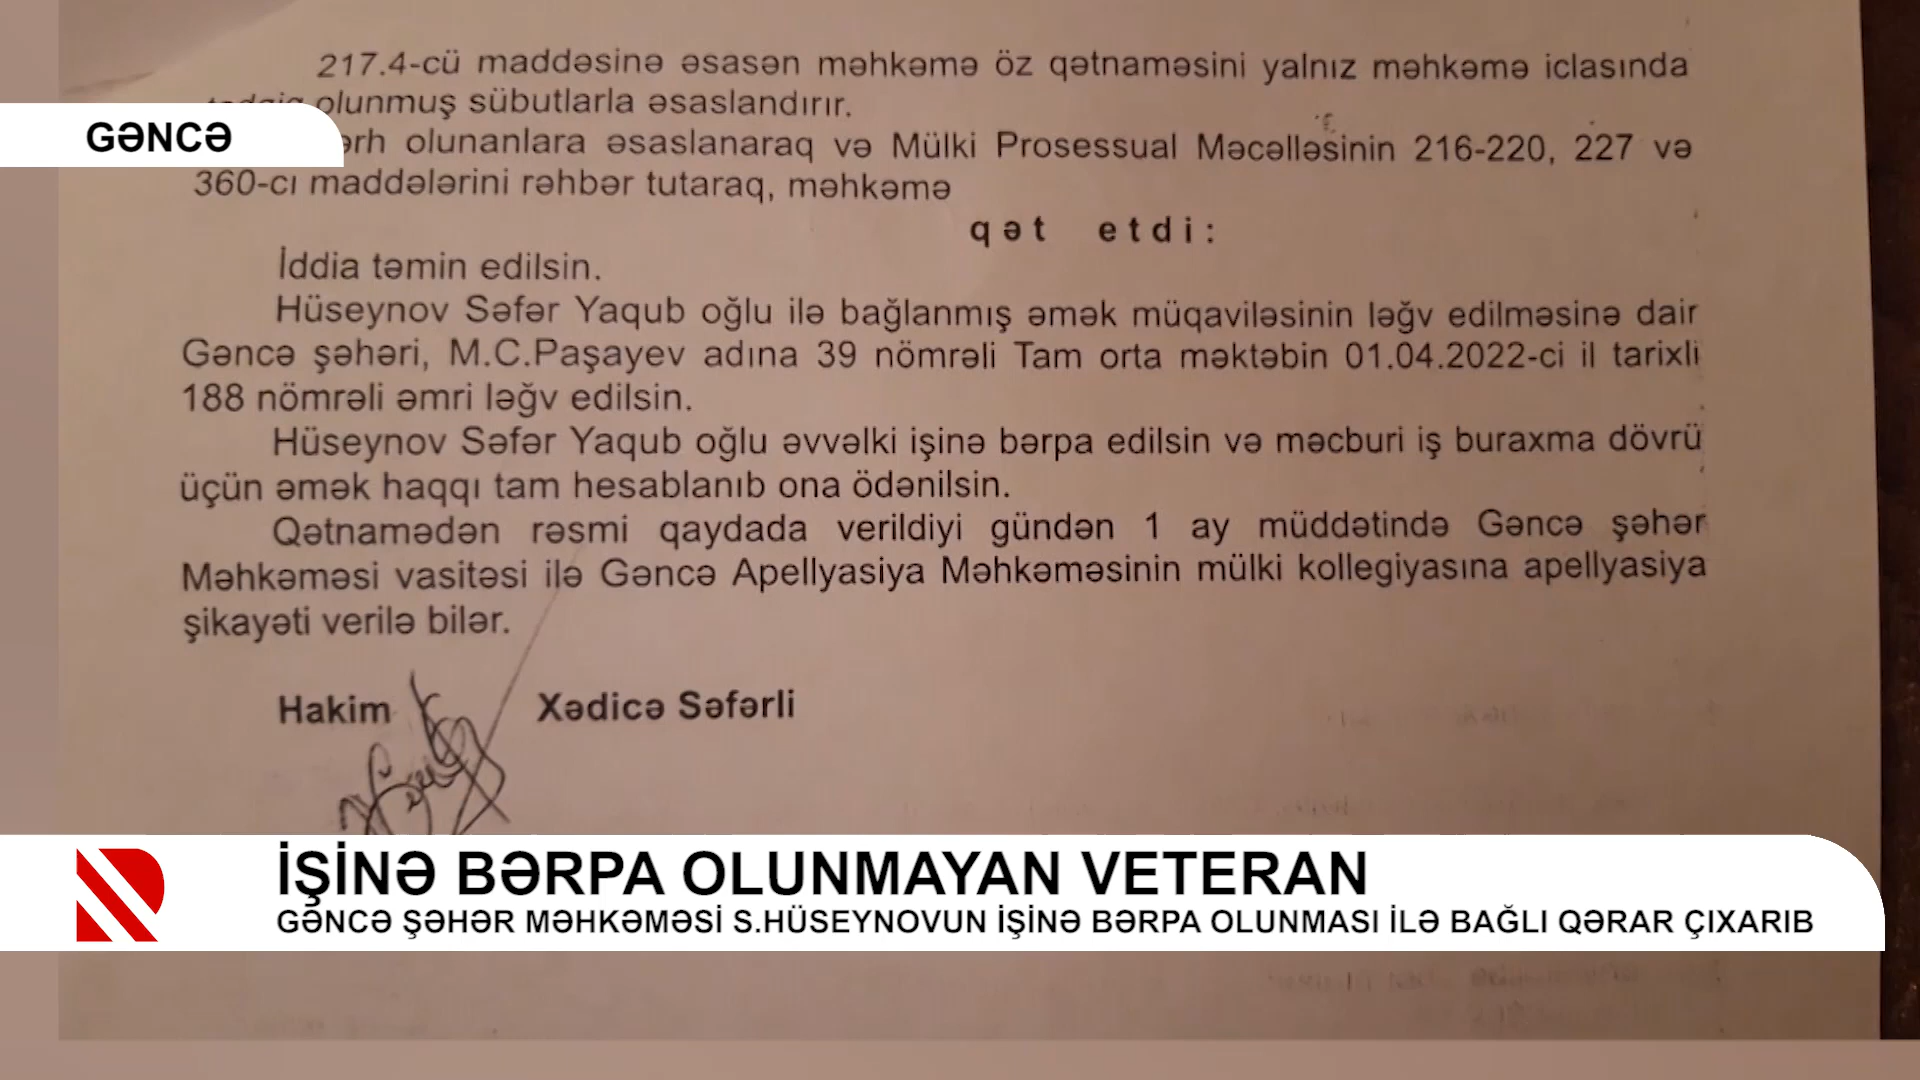 217.4-cü maddəsinə əsasən məhkəmə öz qətnaməsini yalnız məhkəmə iclasında
olunmuş sübutlarla əsaslandırır.
GƏNCƏ
olunanlara əsaslanaraq və Mülki Prosessual Məcəlləsinin 216-220, 227 və
360-cı maddələrini rəhbər tutaraq, məhkəmə
qət etdi:
İddia təmin edilsin.
Hüseynov Səfər Yaqub oğlu ilə bağlanmış əmək müqaviləsinin ləğv edilməsinə dair
Gəncə şəhəri, M.C.Paşayev adına 39 nömrəli Tam orta məktəbin 01.04.2022-ci il tarixli
188 nömrəli əmri ləğv edilsin.
Hüseynov Səfər Yaqub oğlu əvvəlki işinə bərpa edilsin və məcburi iş buraxma dövrü
üçün əmək haqqı tam hesablanıb ona ödənilsin.
Qətnamədən rəsmi qaydada verildiyi gündən 1 ay müddətində Gəncə şəhər
Məhkəməsi vasitəsi ilə Gəncə Apellyasiya Məhkəməsinin mülki kollegiyasına apellyasiya
şikayəti verilə bilər.
Hakim Xədicə Səfərli
İŞİNƏ BƏRPA OLUNMAYAN VETERAN
GƏNCƏ ŞƏHƏR MƏHKƏMƏSİ S.HÜSEYNOVUN İŞİNƏ BƏRPA OLUNMASI İLƏ BAĞLI QƏRAR ÇIXARIB